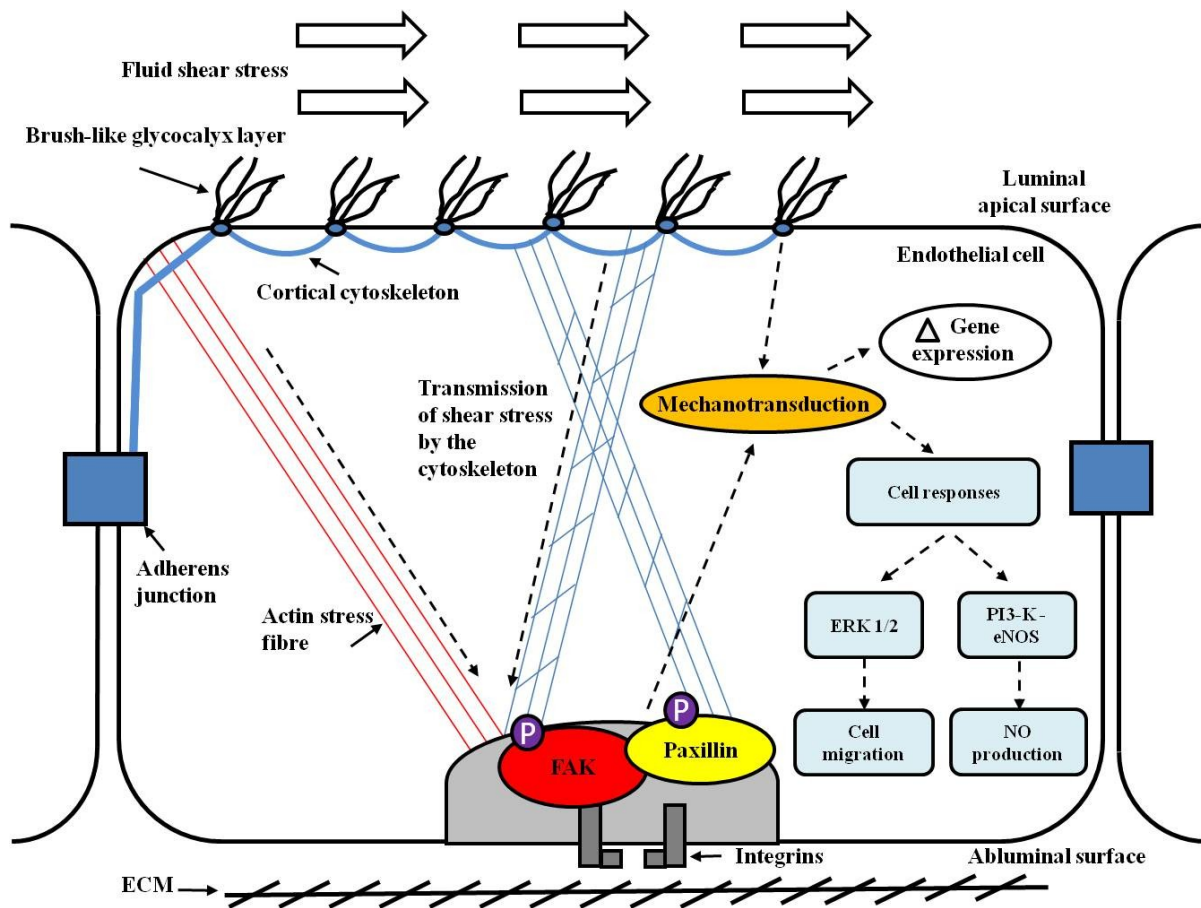 Fluid shear stress
Brush-like glycocalyx layer
Luminal
apical surface
Endothelial cell
Cortical cytoskeleton
Δ Gene
expression
Transmission
of shear stress
by the
cytoskeleton
Mechanotransduction
Cell responses
Adherens
junction
Actin stress
fibre
ERK 1/2
PI3-K -
eNOS
P
P
FAK
Paxillin
Cell
migration
NO
production
Integrins
Abluminal surface
ECM